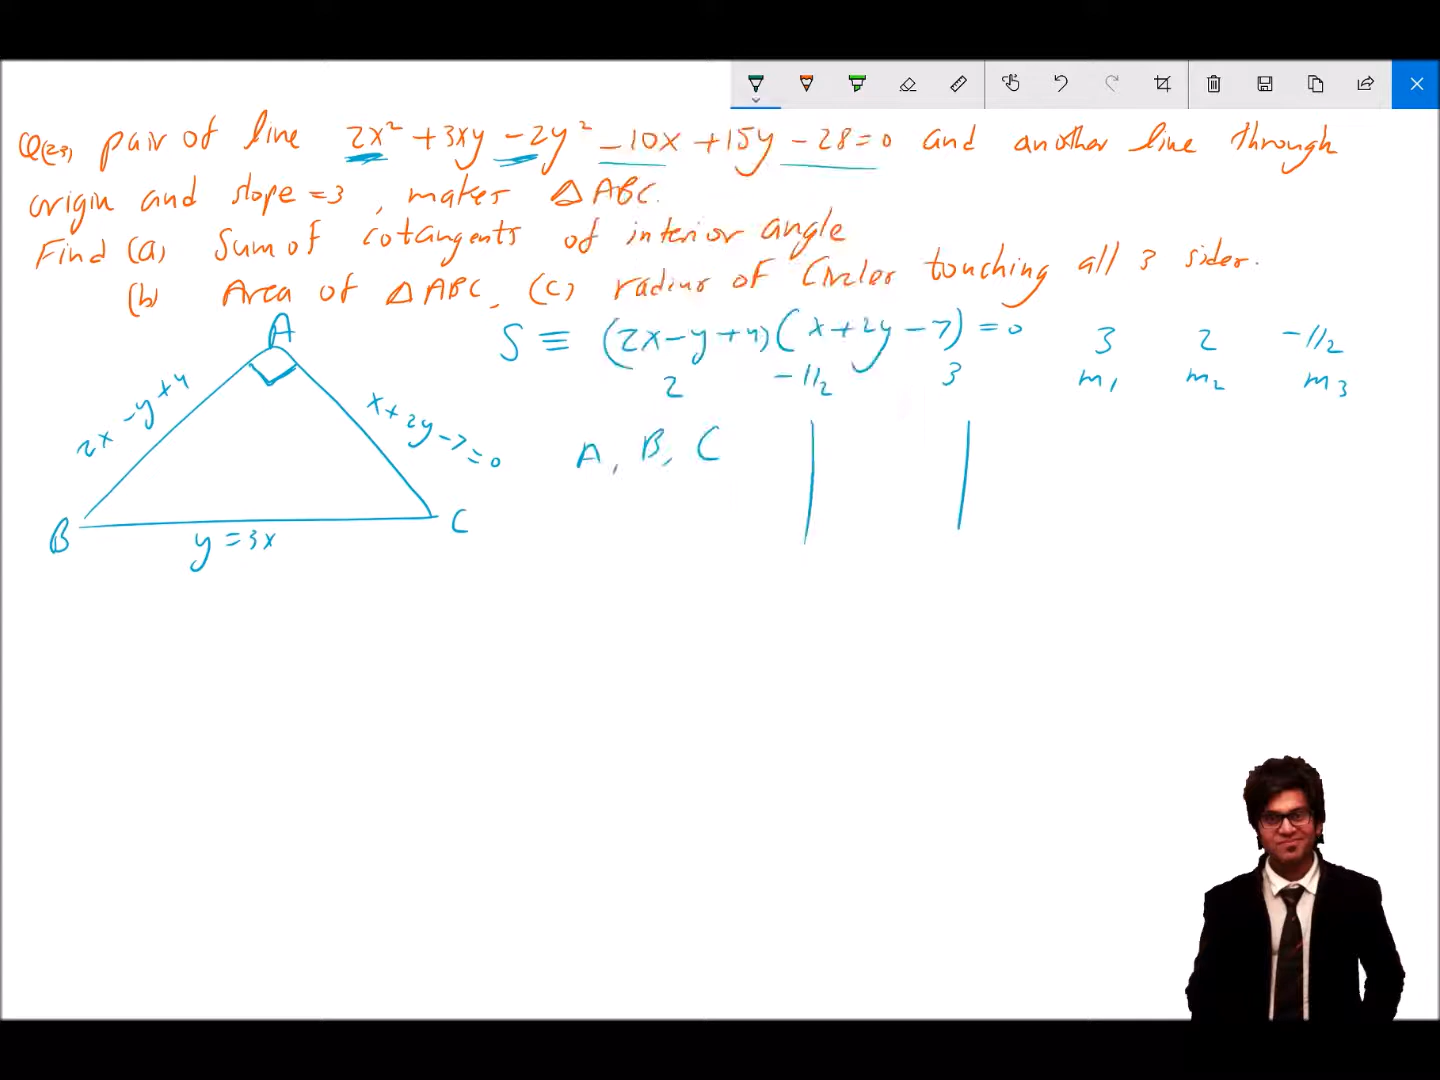 Q(23) pair of line 2x² + 3xy - 2y² - 10x + 15y - 28 = 0 and another line through
origin and slope = 3, makes △ABC.
Find (a) Sum of cotangents of interior angle
(b) Area of △ABC, (c) radius of Circles touching all 3 sides.
A
S ≡ (2x - y + 4)(x + 2y - 7) = 0 3 2 -1/2
2 -1/2 3 m1 m2 m3
2x - y + 4
x + 2y - 7 = 0
A, B, C
B
C
y = 3x